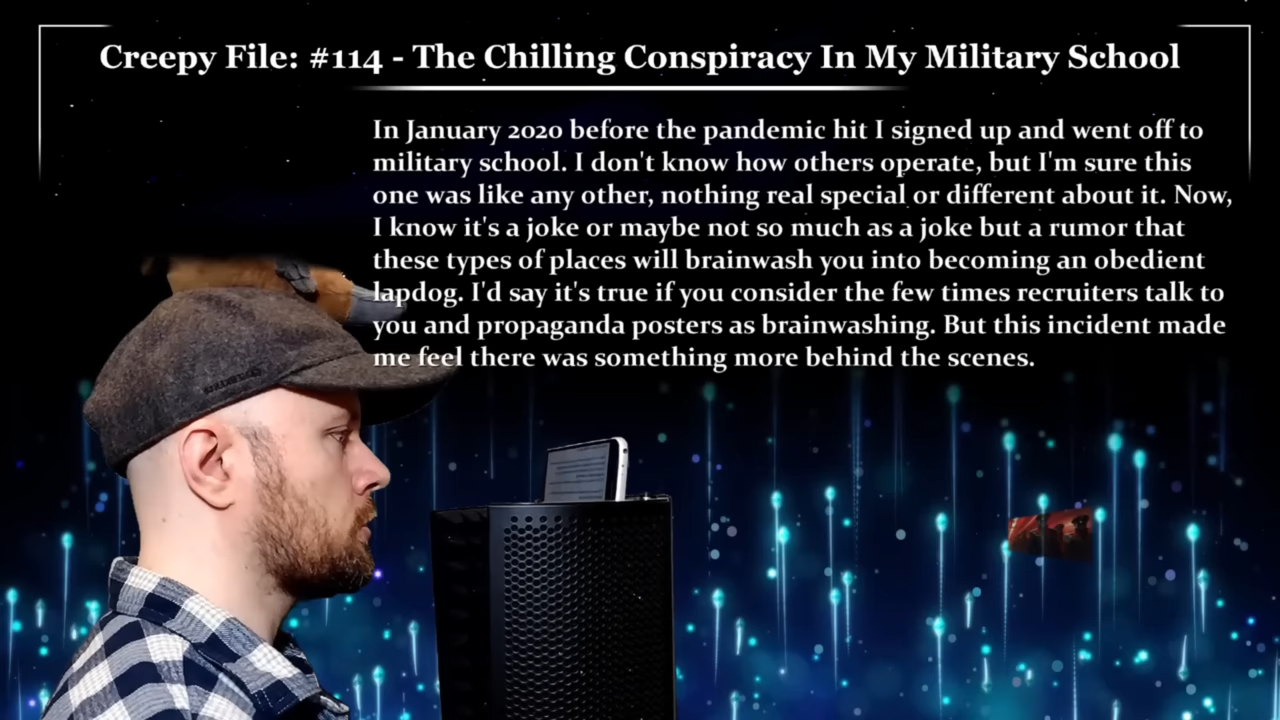 Creepy File: #114 - The Chilling Conspiracy In My Military School
In January 2020 before the pandemic hit I signed up and went off to
military school. I don't know how others operate, but I'm sure this
one was like any other, nothing real special or different about it. Now,
I know it's a joke or maybe not so much as a joke but a rumor that
these types of places will brainwash you into becoming an obedient
lapdog. I'd say it's true if you consider the few times recruiters talk to
you and propaganda posters as brainwashing. But this incident made
me feel there was something more behind the scenes.